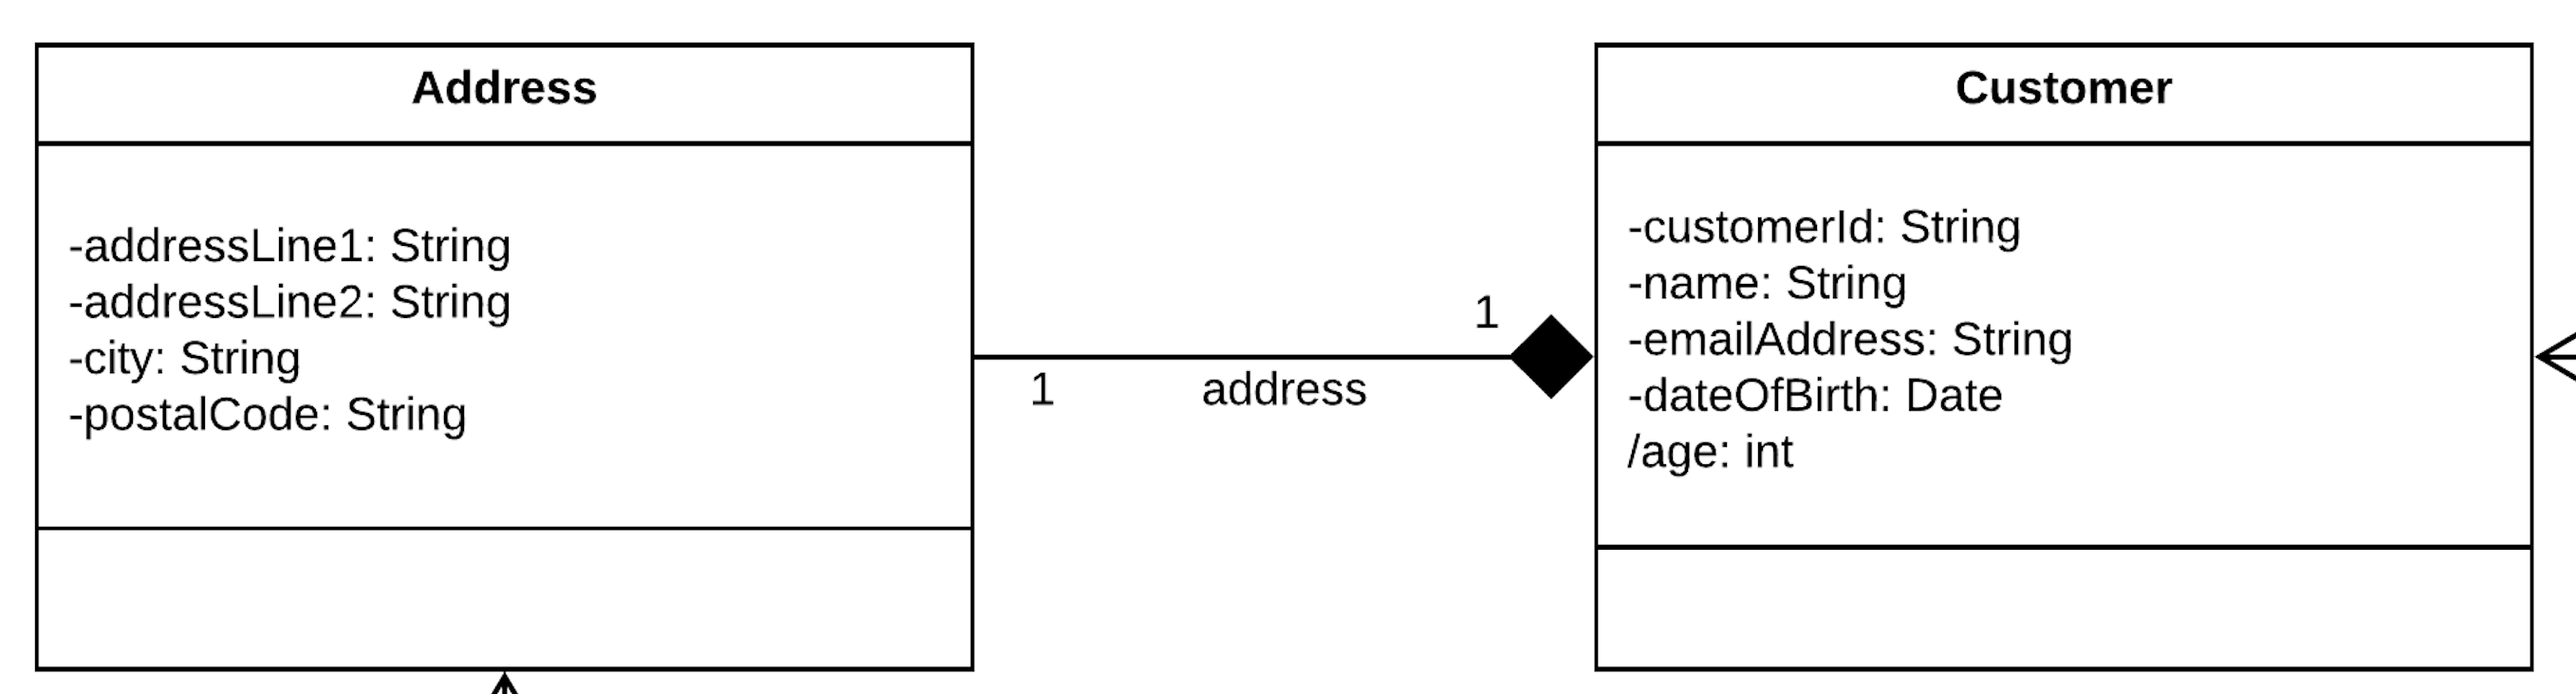 Address
-addressLine1: String
-addressLine2: String
-city: String
-postalCode: String
1
address
1
Customer
-customerId: String
-name: String
-emailAddress: String
-dateOfBirth: Date
/age: int